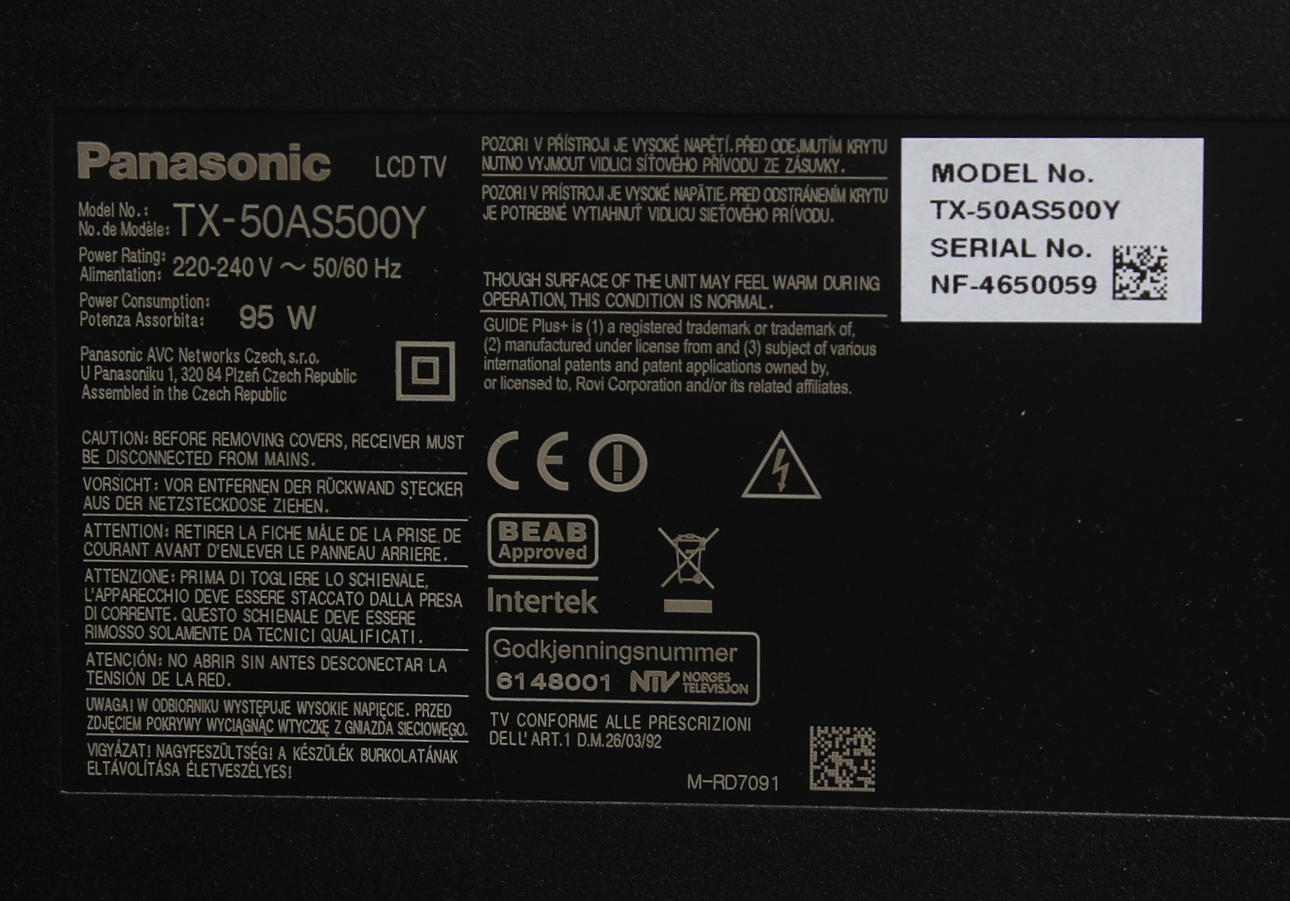 Panasonic LCD TV
Model No.:
No. de Modèle: TX-50AS500Y
Power Rating:
Alimentation: 220-240 V ~ 50/60 Hz
Power Consumption:
Potenza Assorbita: 95 W
Panasonic AVC Networks Czech, s.r.o.
U Panasoniku 1, 320 84 Plzeň Czech Republic
Assembled in the Czech Republic
CAUTION: BEFORE REMOVING COVERS, RECEIVER MUST
BE DISCONNECTED FROM MAINS.
VORSICHT: VOR ENTFERNEN DER RÜCKWAND STECKER
AUS DER NETZSTECKDOSE ZIEHEN.
ATTENTION: RETIRER LA FICHE MÂLE DE LA PRISE DE
COURANT AVANT D'ENLEVER LE PANNEAU ARRIERE.
ATTENZIONE: PRIMA DI TOGLIERE LO SCHIENALE,
L'APPARECCHIO DEVE ESSERE STACCATO DALLA PRESA
DI CORRENTE. QUESTO SCHIENALE DEVE ESSERE
RIMOSSO SOLAMENTE DA TECNICI QUALIFICATI.
ATENCIÓN: NO ABRIR SIN ANTES DESCONECTAR LA
TENSIÓN DE LA RED.
UWAGA! W ODBIORNIKU WYSTĘPUJE WYSOKIE NAPIĘCIE. PRZED
ZDJĘCIEM POKRYWY WYCIĄGNĄĆ WTYCZKĘ Z GNIAZDA SIECIOWEGO.
VIGYÁZAT! NAGYFESZÜLTSÉG! A KÉSZÜLÉK BURKOLATÁNAK
ELTÁVOLÍTÁSA ÉLETVESZÉLYES!
POZOR! V PŘÍSTROJI JE VYSOKÉ NAPĚTÍ. PŘED ODEJMUTÍM KRYTU
NUTNO VYJMOUT VIDLICI SÍŤOVÉHO PŘÍVODU ZE ZÁSUVKY.
POZOR! V PRÍSTROJI JE VYSOKÉ NAPÄTIE. PRED ODSTRÁNENÍM KRYTU
JE POTREBNÉ VYTIAHNUŤ VIDLICU SIEŤOVÉHO PRÍVODU.
THOUGH SURFACE OF THE UNIT MAY FEEL WARM DURING
OPERATION, THIS CONDITION IS NORMAL.
GUIDE Plus+ is (1) a registered trademark or trademark of,
(2) manufactured under license from and (3) subject of various
international patents and patent applications owned by,
or licensed to, Rovi Corporation and/or its related affiliates.
CE
BEAB
Approved
Intertek
Godkjenningsnummer
6148001 NTV NORGES
TELEVISJON
TV CONFORME ALLE PRESCRIZIONI
DELL' ART.1 D.M.26/03/92
M-RD7091
MODEL No.
TX-50AS500Y
SERIAL No.
NF-4650059